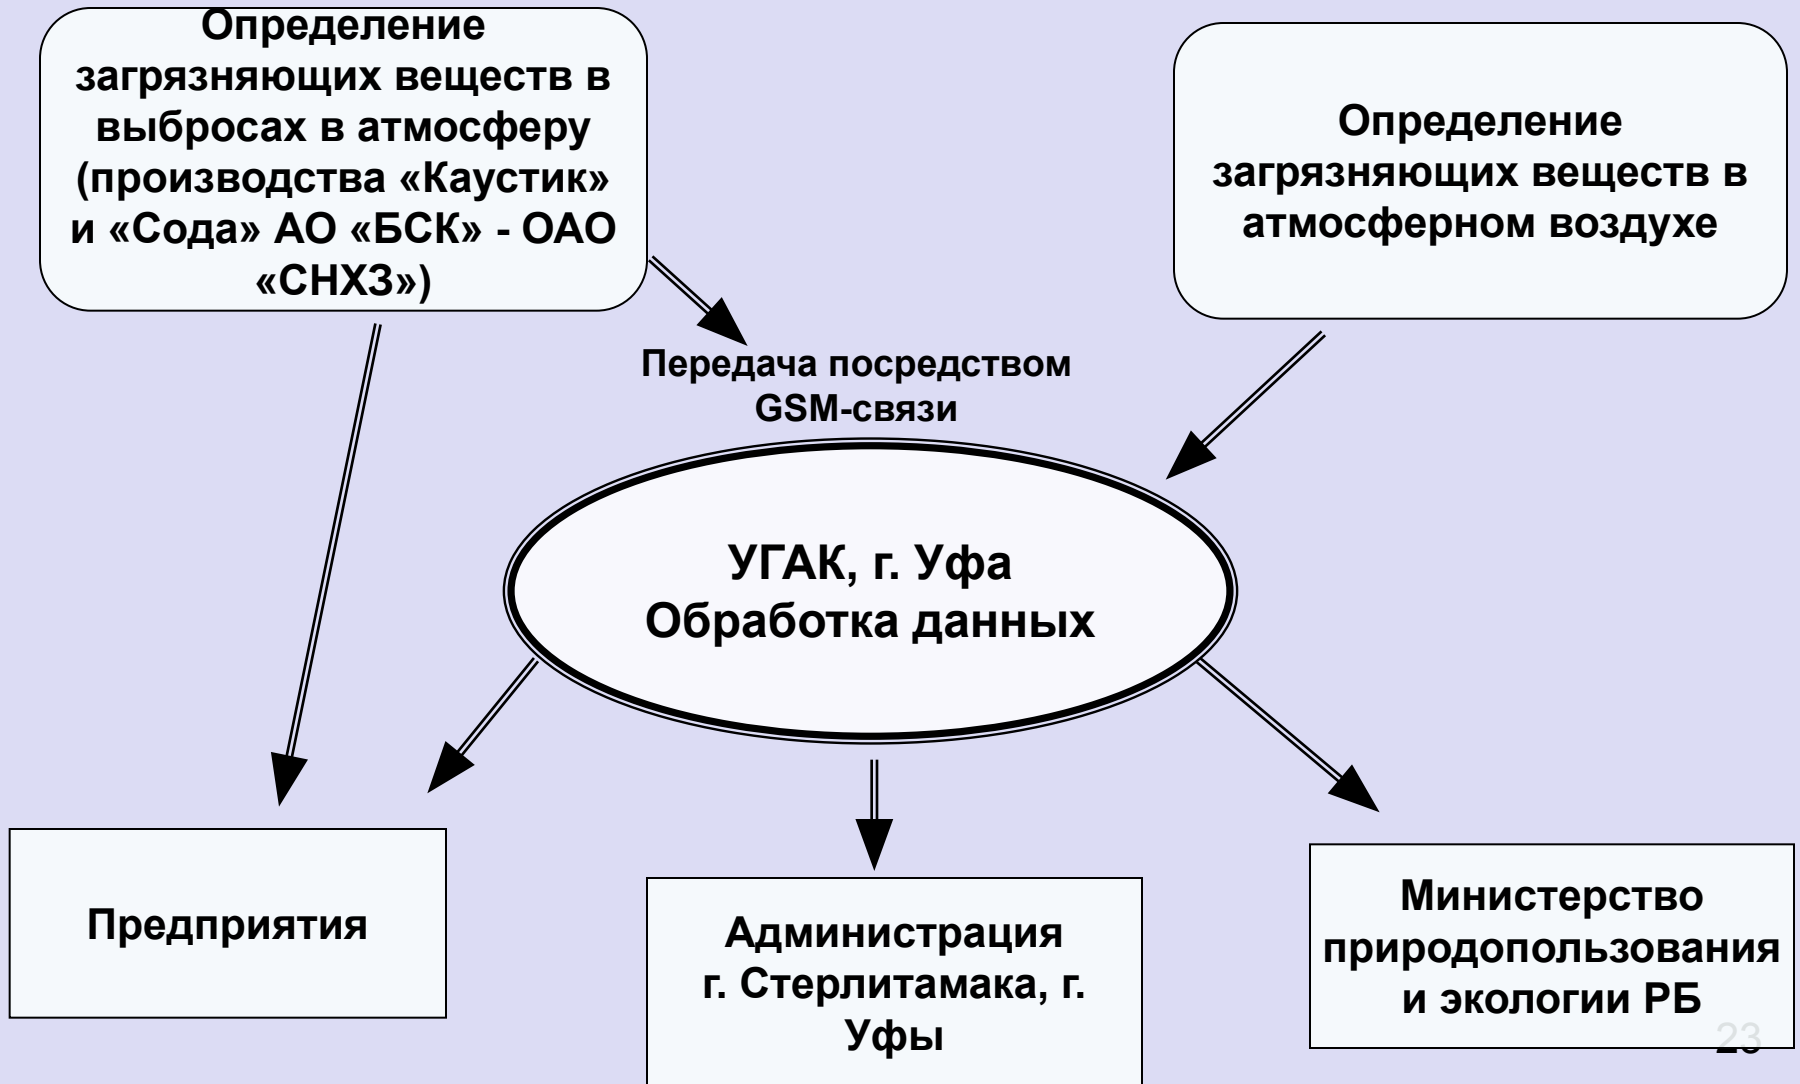 Определение
загрязняющих веществ в
выбросах в атмосферу
(производства «Каустик»
и «Сода» АО «БСК» - ОАО
«СНХЗ»)
Определение
загрязняющих веществ в
атмосферном воздухе
Передача посредством
GSM-связи
УГАК, г. Уфа
Обработка данных
Предприятия
Администрация
г. Стерлитамака, г.
Уфы
Министерство
природопользования
и экологии РБ
23